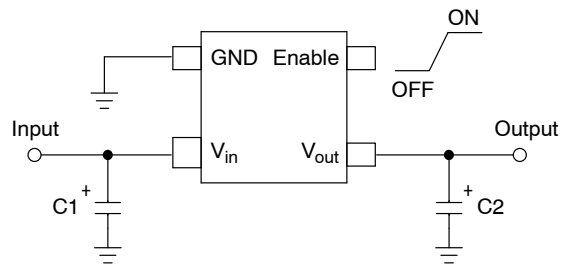 ON
GND Enable
OFF
Input
Output
Vin
Vout
+
C1
+
C2